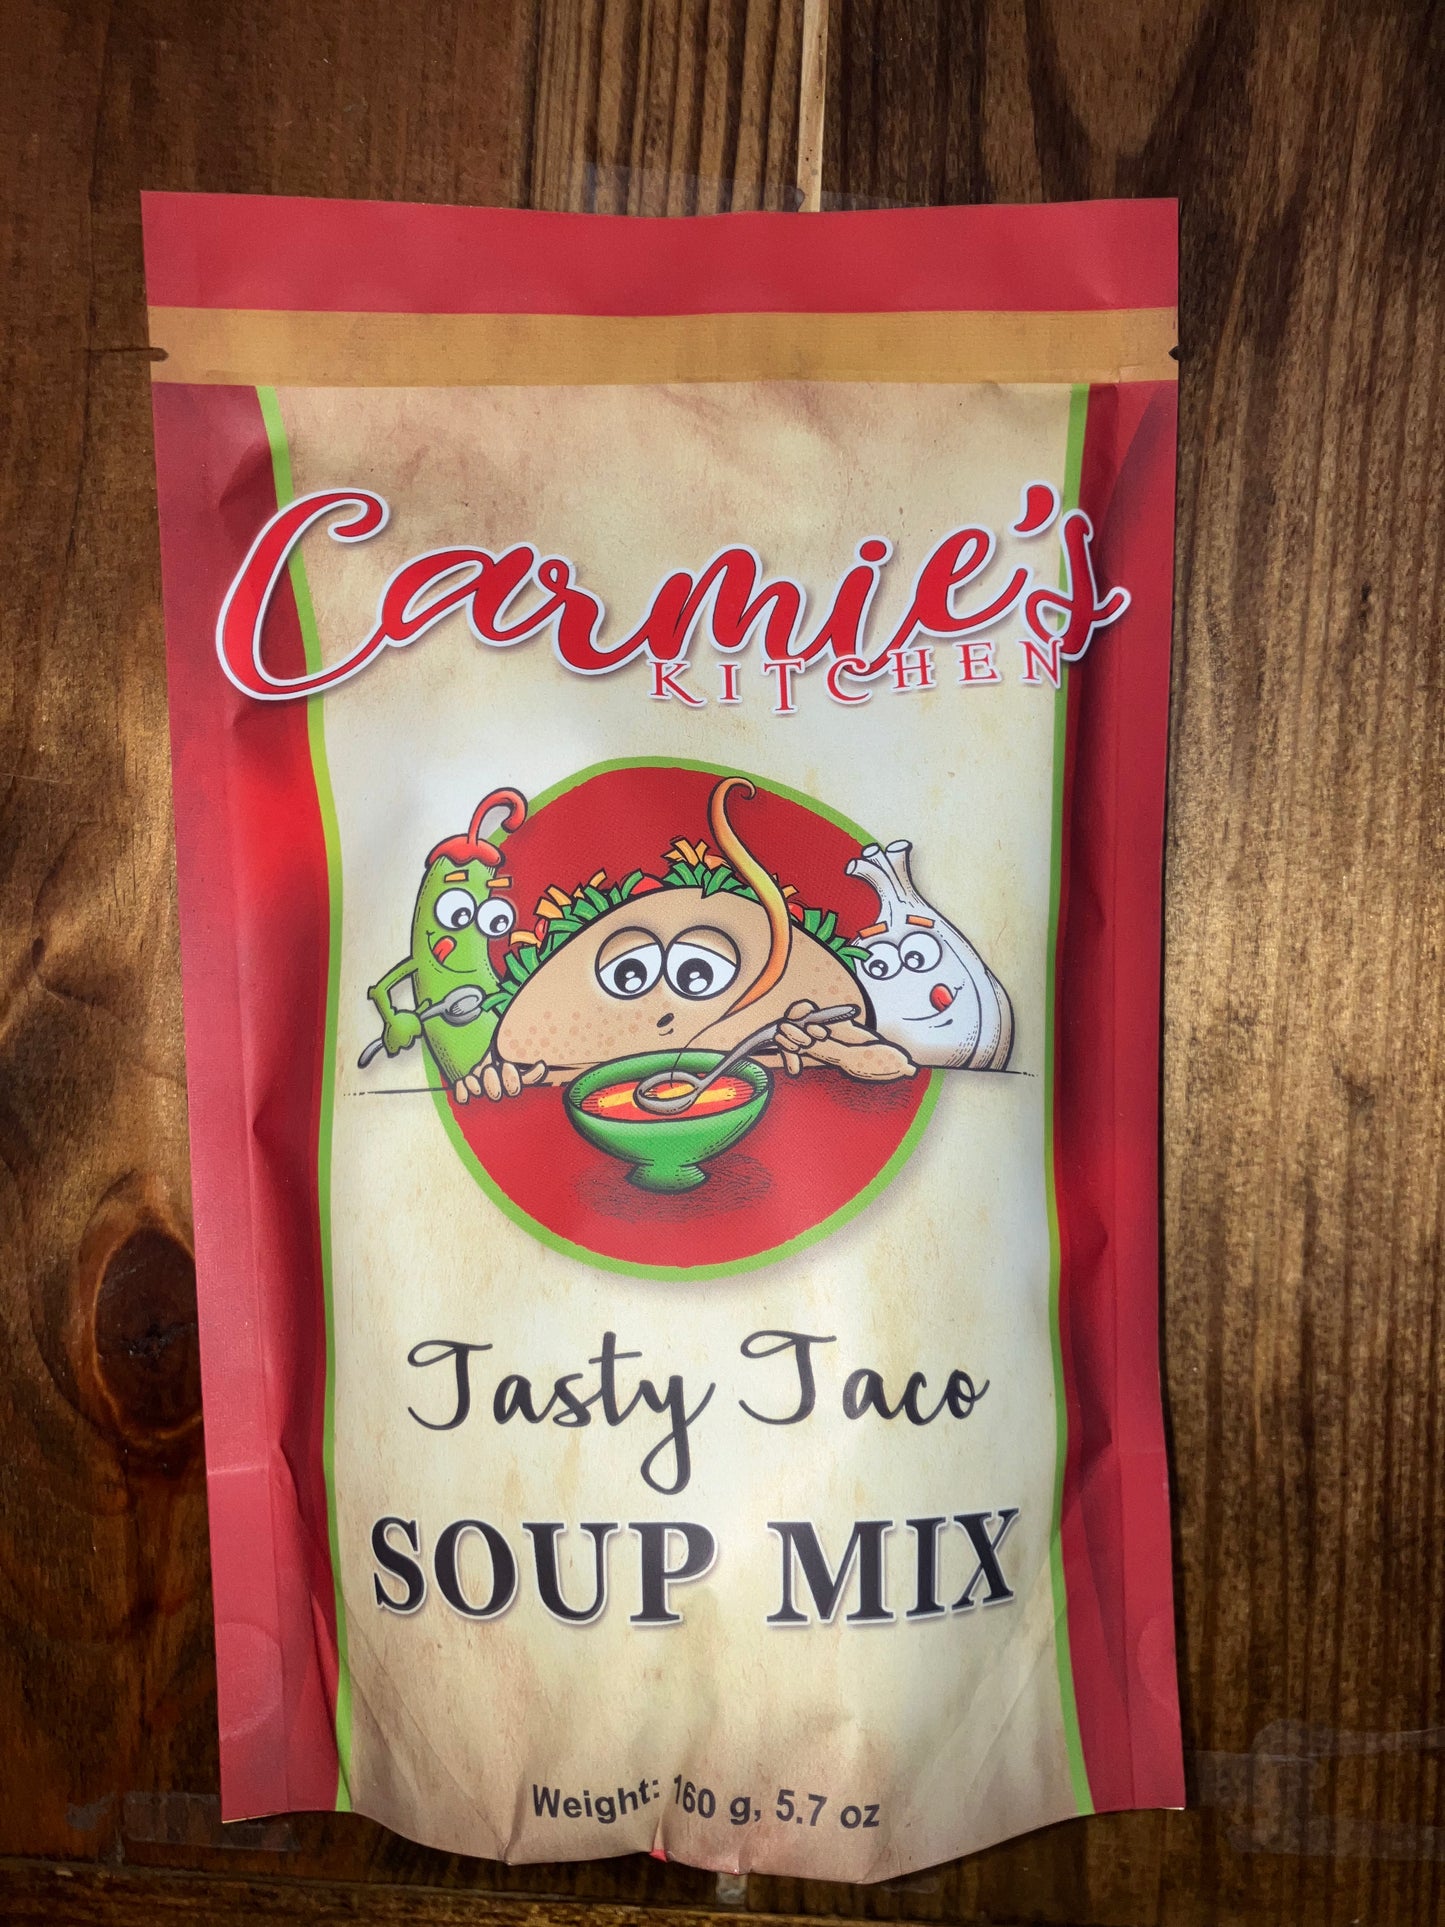 Carmie's
KITCHEN
Tasty Taco
SOUP MIX
Weight: 160 g, 5.7 oz